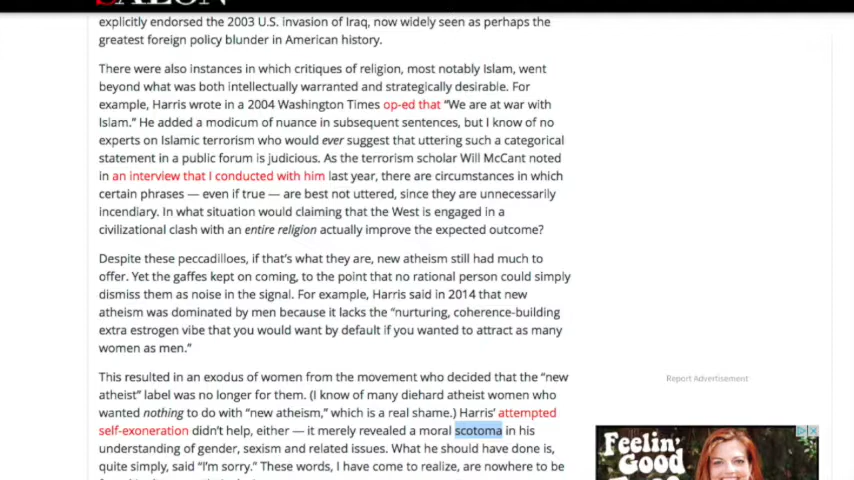 SALON
explicitly endorsed the 2003 U.S. invasion of Iraq, now widely seen as perhaps the
greatest foreign policy blunder in American history.
There were also instances in which critiques of religion, most notably Islam, went
beyond what was both intellectually warranted and strategically desirable. For
example, Harris wrote in a 2004 Washington Times op-ed that “We are at war with
Islam.” He added a modicum of nuance in subsequent sentences, but I know of no
experts on Islamic terrorism who would ever suggest that uttering such a categorical
statement in a public forum is judicious. As the terrorism scholar Will McCant noted
in an interview that I conducted with him last year, there are circumstances in which
certain phrases — even if true — are best not uttered, since they are unnecessarily
incendiary. In what situation would claiming that the West is engaged in a
civilizational clash with an entire religion actually improve the expected outcome?
Despite these peccadilloes, if that’s what they are, new atheism still had much to
offer. Yet the gaffes kept on coming, to the point that no rational person could simply
dismiss them as noise in the signal. For example, Harris said in 2014 that new
atheism was dominated by men because it lacks the “nurturing, coherence-building
extra estrogen vibe that you would want by default if you wanted to attract as many
women as men.”
This resulted in an exodus of women from the movement who decided that the “new
atheist” label was no longer for them. (I know of many diehard atheist women who
wanted nothing to do with “new atheism,” which is a real shame.) Harris’ attempted
self-exoneration didn’t help, either — it merely revealed a moral scotoma in his
understanding of gender, sexism and related issues. What he should have done is,
quite simply, said “I’m sorry.” These words, I have come to realize, are nowhere to be
Report Advertisement
Feelin’
Good